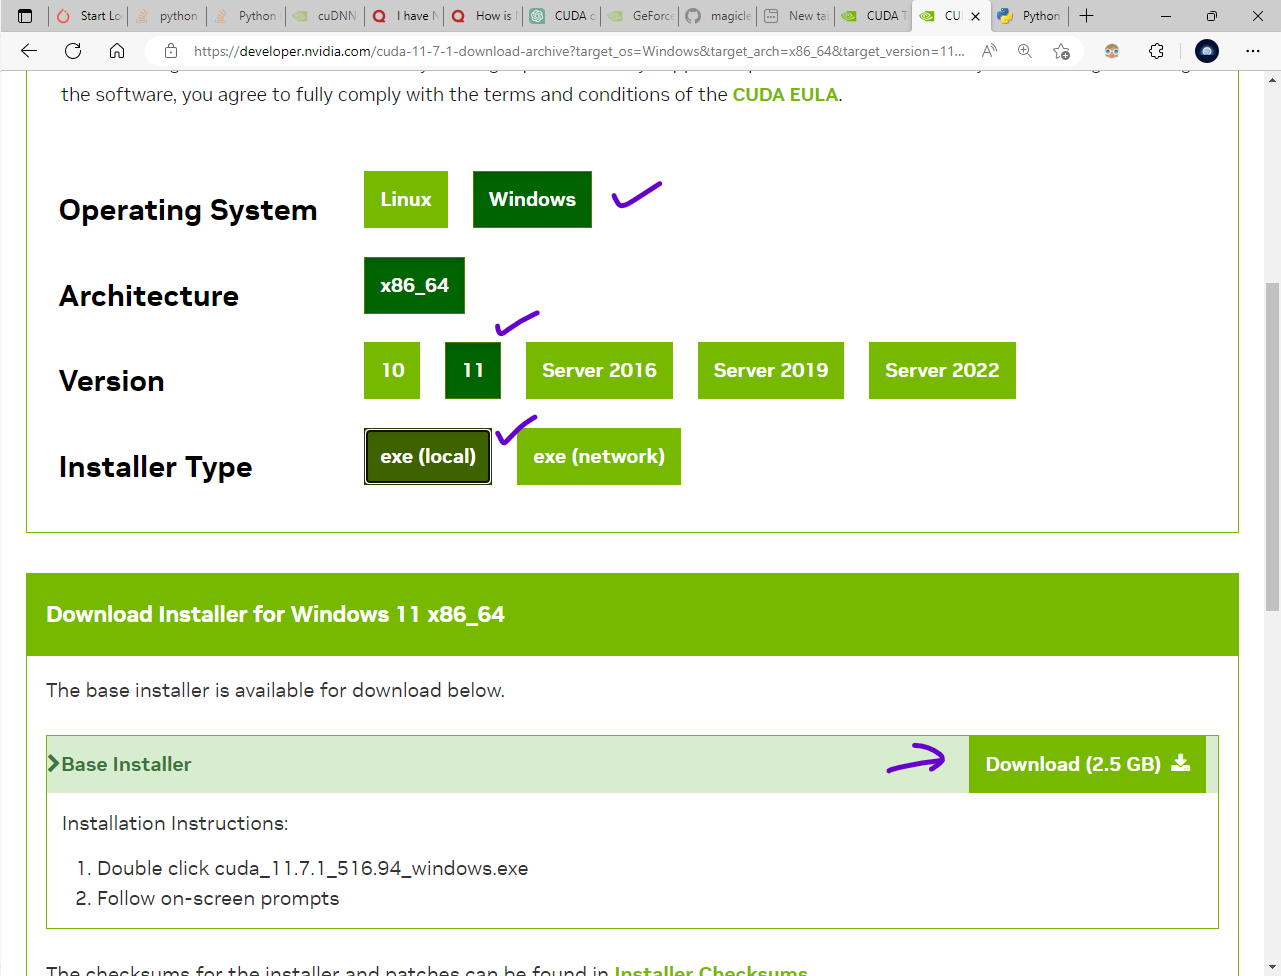 Start Lo
python
Python
cuDNN
I have N
How is
CUDA c
GeForce
magicle
New tab
CUDA T
CU
Python
https://developer.nvidia.com/cuda-11-7-1-download-archive?target_os=Windows&target_arch=x86_64&target_version=11...
the software, you agree to fully comply with the terms and conditions of the CUDA EULA.
Operating System
Linux
Windows
Architecture
x86_64
Version
10
11
Server 2016
Server 2019
Server 2022
Installer Type
exe (local)
exe (network)
Download Installer for Windows 11 x86_64
The base installer is available for download below.
Base Installer
Download (2.5 GB)
Installation Instructions:
1. Double click cuda_11.7.1_516.94_windows.exe
2. Follow on-screen prompts
The checksums for the installer and patches can be found in Installer Checksums